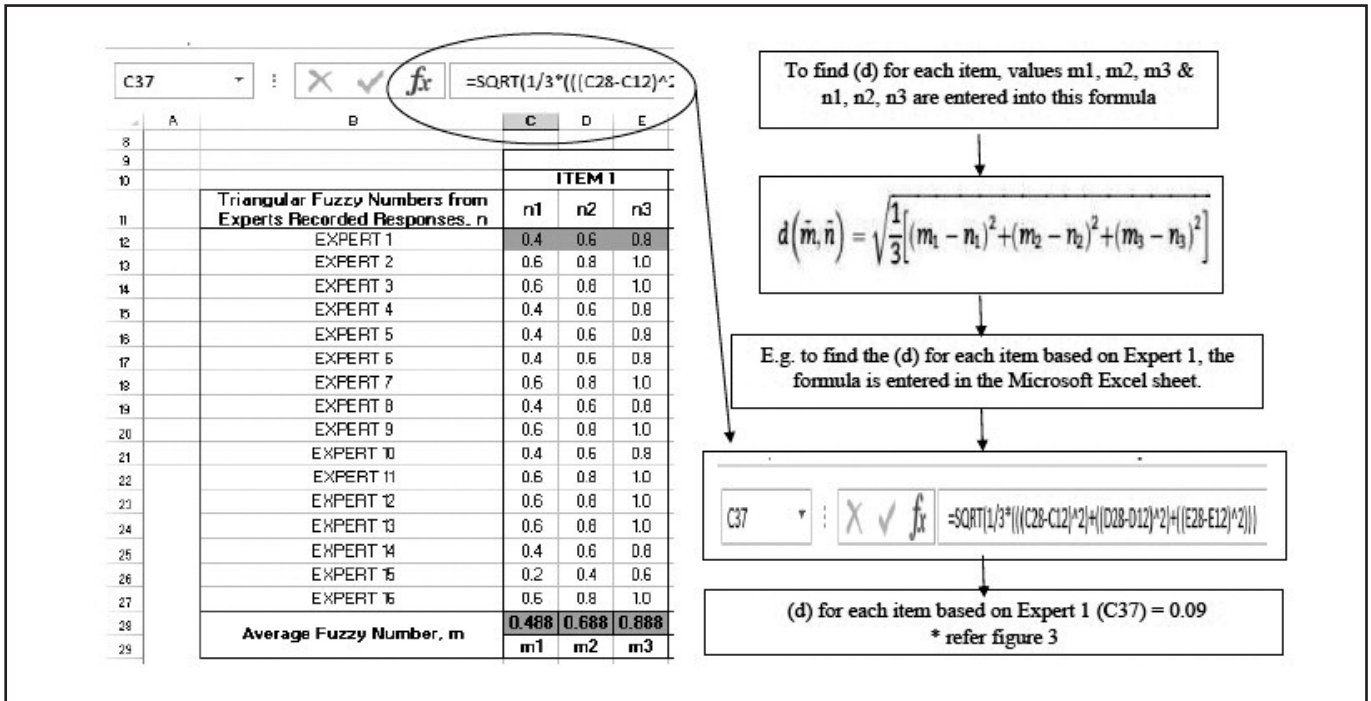 C37 fx =SQRT(1/3*(((C28-C12)^2
A B C D E
8
9
10 ITEM 1
11 Triangular Fuzzy Numbers from Experts Recorded Responses, n n1 n2 n3
12 EXPERT 1 0.4 0.6 0.8
13 EXPERT 2 0.6 0.8 1.0
14 EXPERT 3 0.6 0.8 1.0
15 EXPERT 4 0.4 0.6 0.8
16 EXPERT 5 0.4 0.6 0.8
17 EXPERT 6 0.4 0.6 0.8
18 EXPERT 7 0.6 0.8 1.0
19 EXPERT 8 0.4 0.6 0.8
20 EXPERT 9 0.6 0.8 1.0
21 EXPERT 10 0.4 0.6 0.8
22 EXPERT 11 0.6 0.8 1.0
23 EXPERT 12 0.6 0.8 1.0
24 EXPERT 13 0.6 0.8 1.0
25 EXPERT 14 0.4 0.6 0.8
26 EXPERT 15 0.2 0.4 0.6
27 EXPERT 16 0.6 0.8 1.0
28 Average Fuzzy Number, m 0.488 0.688 0.888
29 m1 m2 m3
To find (d) for each item, values m1, m2, m3 &
n1, n2, n3 are entered into this formula
d(m̃,ñ) = √(1/3[(m₁ – n₁)²+(m₂ – n₂)²+(m₃ – n₃)²])
E.g. to find the (d) for each item based on Expert 1, the
formula is entered in the Microsoft Excel sheet.
C37 fx =SQRT(1/3*(((C28-C12)^2)+((D28-D12)^2)+((E28-E12)^2)))
(d) for each item based on Expert 1 (C37) = 0.09
* refer figure 3